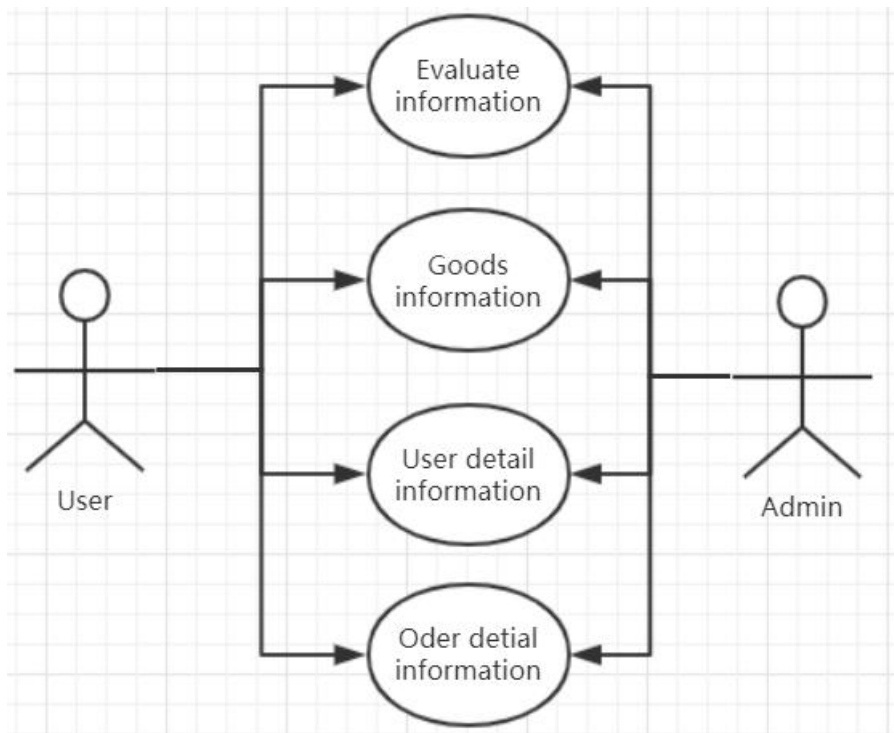 Evaluate
information
Goods
information
User detail
information
User
Admin
Oder detial
information